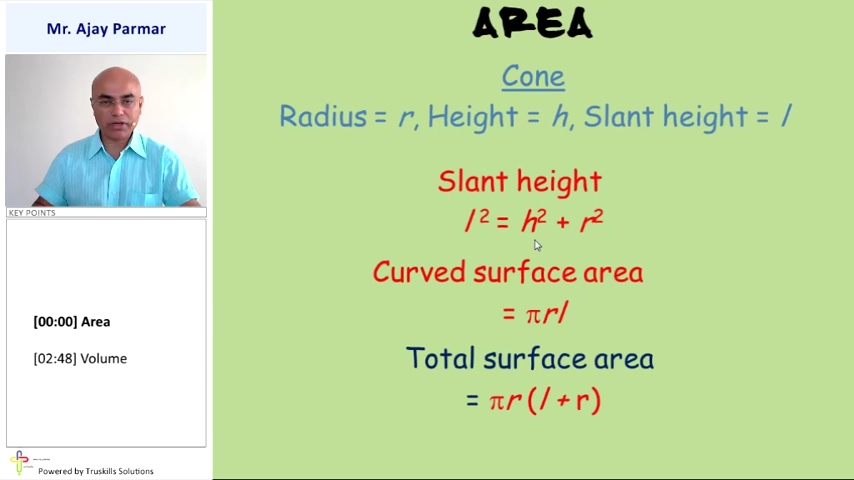 Mr. Ajay Parmar
KEY POINTS
[00:00] Area
[02:48] Volume
Powered by Truskills Solutions
AREA
Cone
Radius = r, Height = h, Slant height = l
Slant height
l² = h² + r²
Curved surface area
= πrl
Total surface area
= πr (l + r)